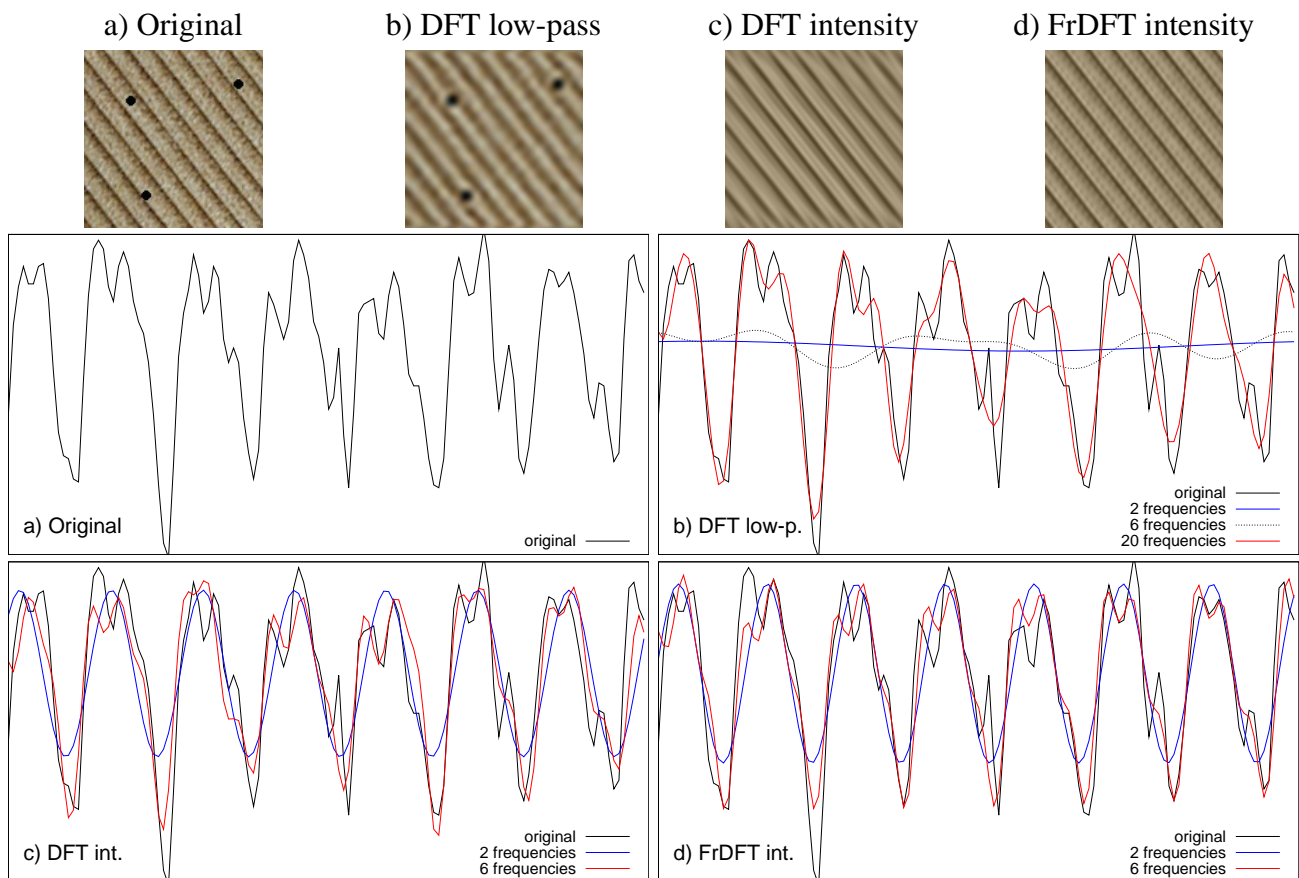 a) Original
b) DFT low-pass
c) DFT intensity
d) FrDFT intensity
a) Original
original
b) DFT low-p.
original
2 frequencies
6 frequencies
20 frequencies
c) DFT int.
original
2 frequencies
6 frequencies
d) FrDFT int.
original
2 frequencies
6 frequencies